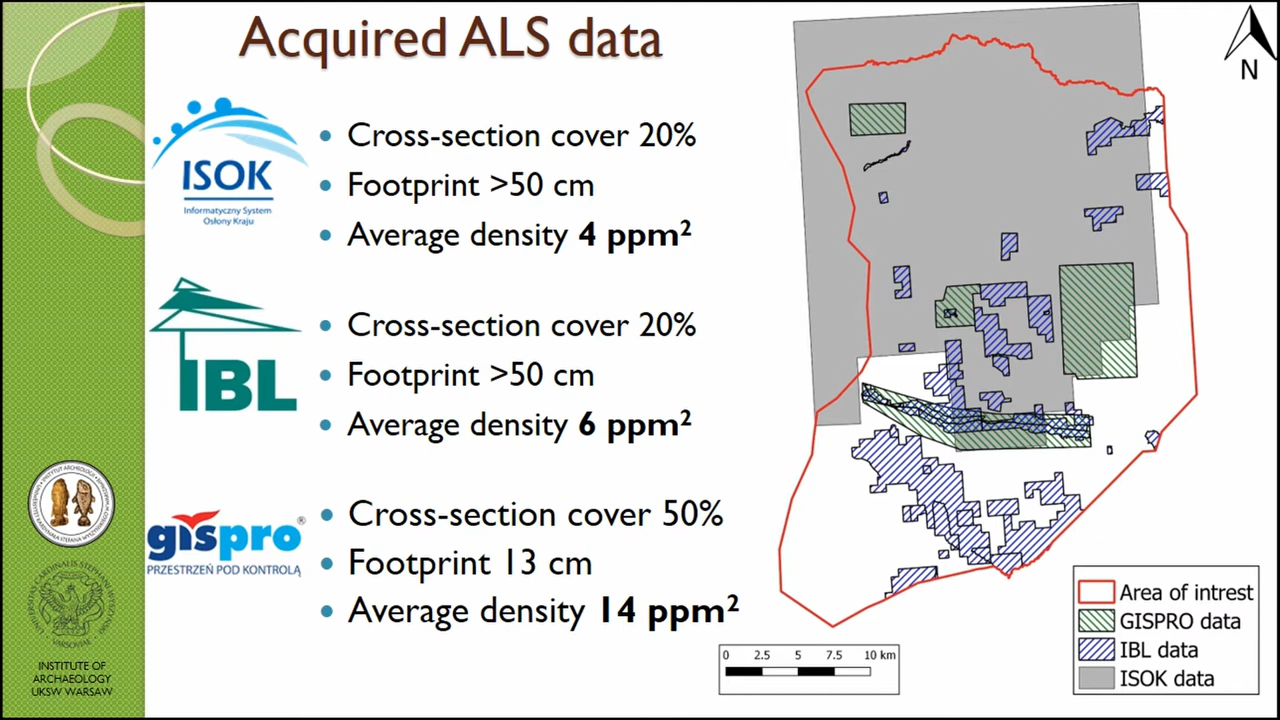 Acquired ALS data
ISOK
Informatyczny System
Osłony Kraju
• Cross-section cover 20%
• Footprint >50 cm
• Average density 4 ppm²
IBL
• Cross-section cover 20%
• Footprint >50 cm
• Average density 6 ppm²
gispro®
PRZESTRZEŃ POD KONTROLĄ
• Cross-section cover 50%
• Footprint 13 cm
• Average density 14 ppm²
INSTITUTE OF
ARCHAEOLOGY
UKSW WARSAW
N
0 2.5 5 7.5 10 km
Area of intrest
GISPRO data
IBL data
ISOK data